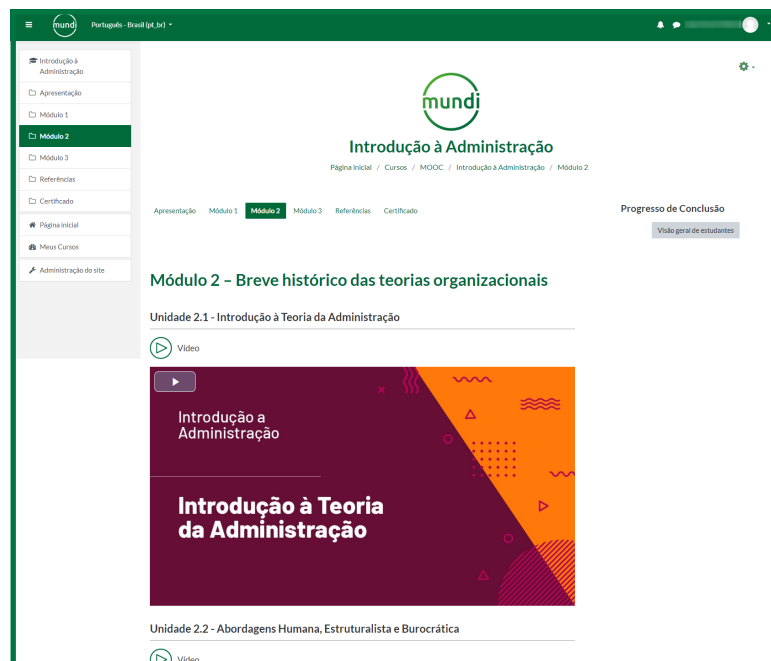 mundi
Português - Brasil (pt_br)
Introdução à
Administração
Apresentação
Módulo 1
Módulo 2
Módulo 3
Referências
Certificado
Página inicial
Meus Cursos
Administração do site
mundi
Introdução à Administração
Página inicial / Cursos / MOOC / Introdução à Administração / Módulo 2
Apresentação Módulo 1 Módulo 2 Módulo 3 Referências Certificado
Progresso de Conclusão
Visão geral de estudantes
Módulo 2 – Breve histórico das teorias organizacionais
Unidade 2.1 - Introdução à Teoria da Administração
Vídeo
Introdução a
Administração
Introdução à Teoria
da Administração
Unidade 2.2 - Abordagens Humana, Estruturalista e Burocrática
Vídeo